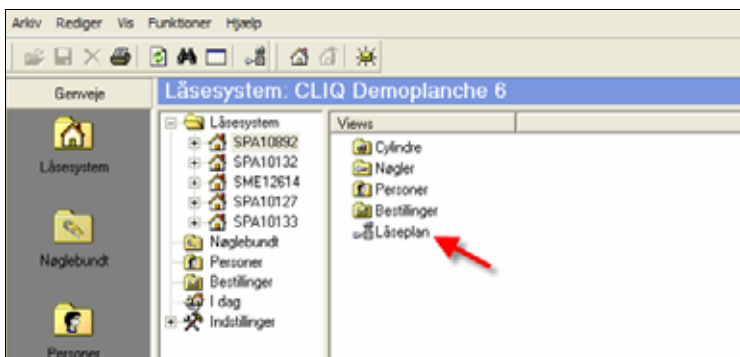 Arkiv Rediger Vis Funktioner Hjælp
Genveje
Låsesystem: CLIQ Demoplanche 6
Låsesystem
Nøglebundt
Personer
Låsesystem
SPA10892
SPA10132
SME12614
SPA10127
SPA10133
Nøglebundt
Personer
Bestillinger
I dag
Indstillinger
Views
Cylindre
Nøgler
Personer
Bestillinger
Låseplan